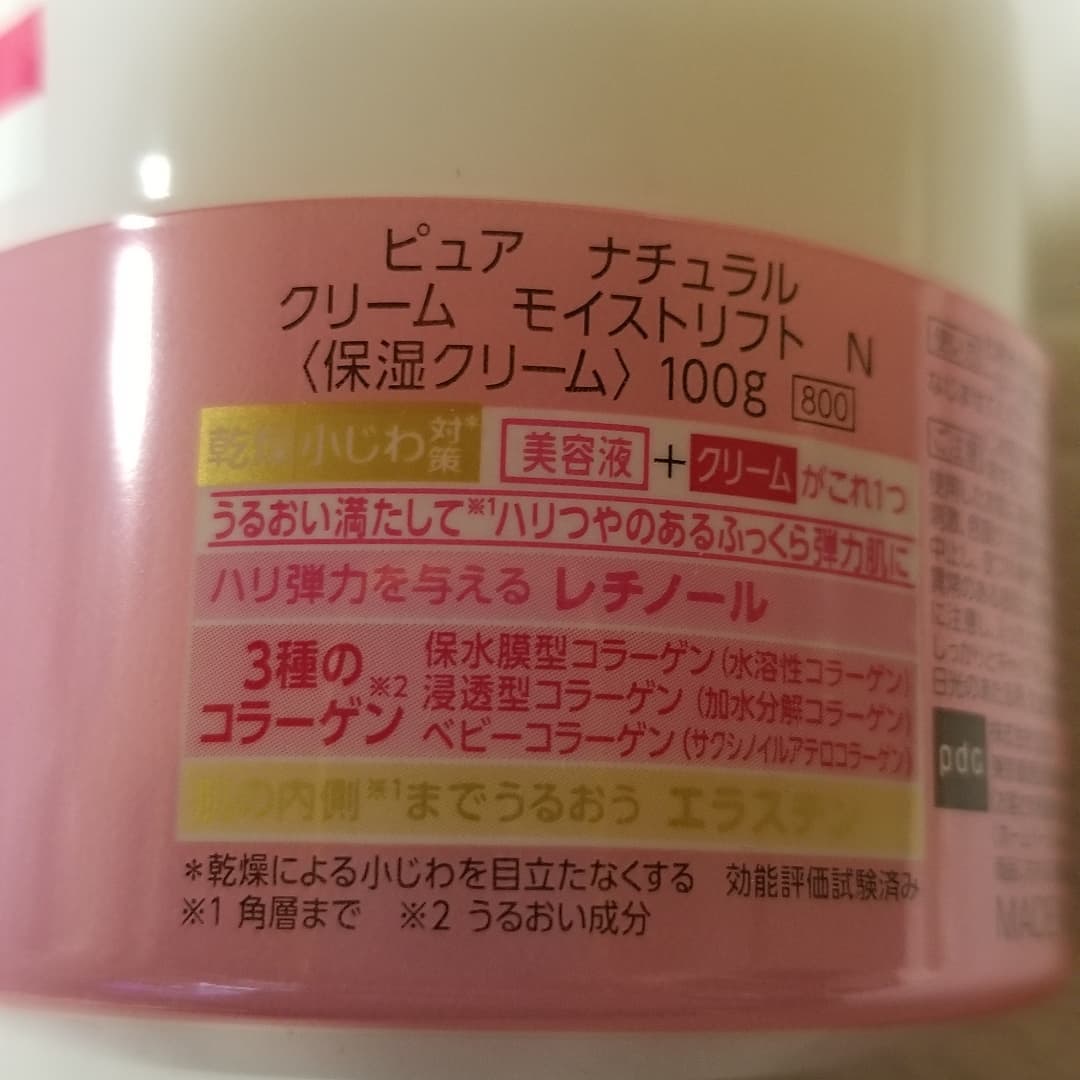 ピュア ナチュラル
クリーム モイストリフト N
〈保湿クリーム〉100g 800
乾燥小じわ対策* 美容液+クリームがこれ1つ
うるおい満たして※1ハリつやのあるふっくら弾力肌に
ハリ弾力を与える レチノール
3種のコラーゲン※2
保水膜型コラーゲン(水溶性コラーゲン)
浸透型コラーゲン(加水分解コラーゲン)
ベビーコラーゲン(サクシノイルアテロコラーゲン)
肌の内側※1までうるおう エラスチン
*乾燥による小じわを目立たなくする 効能評価試験済み
※1 角層まで ※2 うるおい成分
pdc